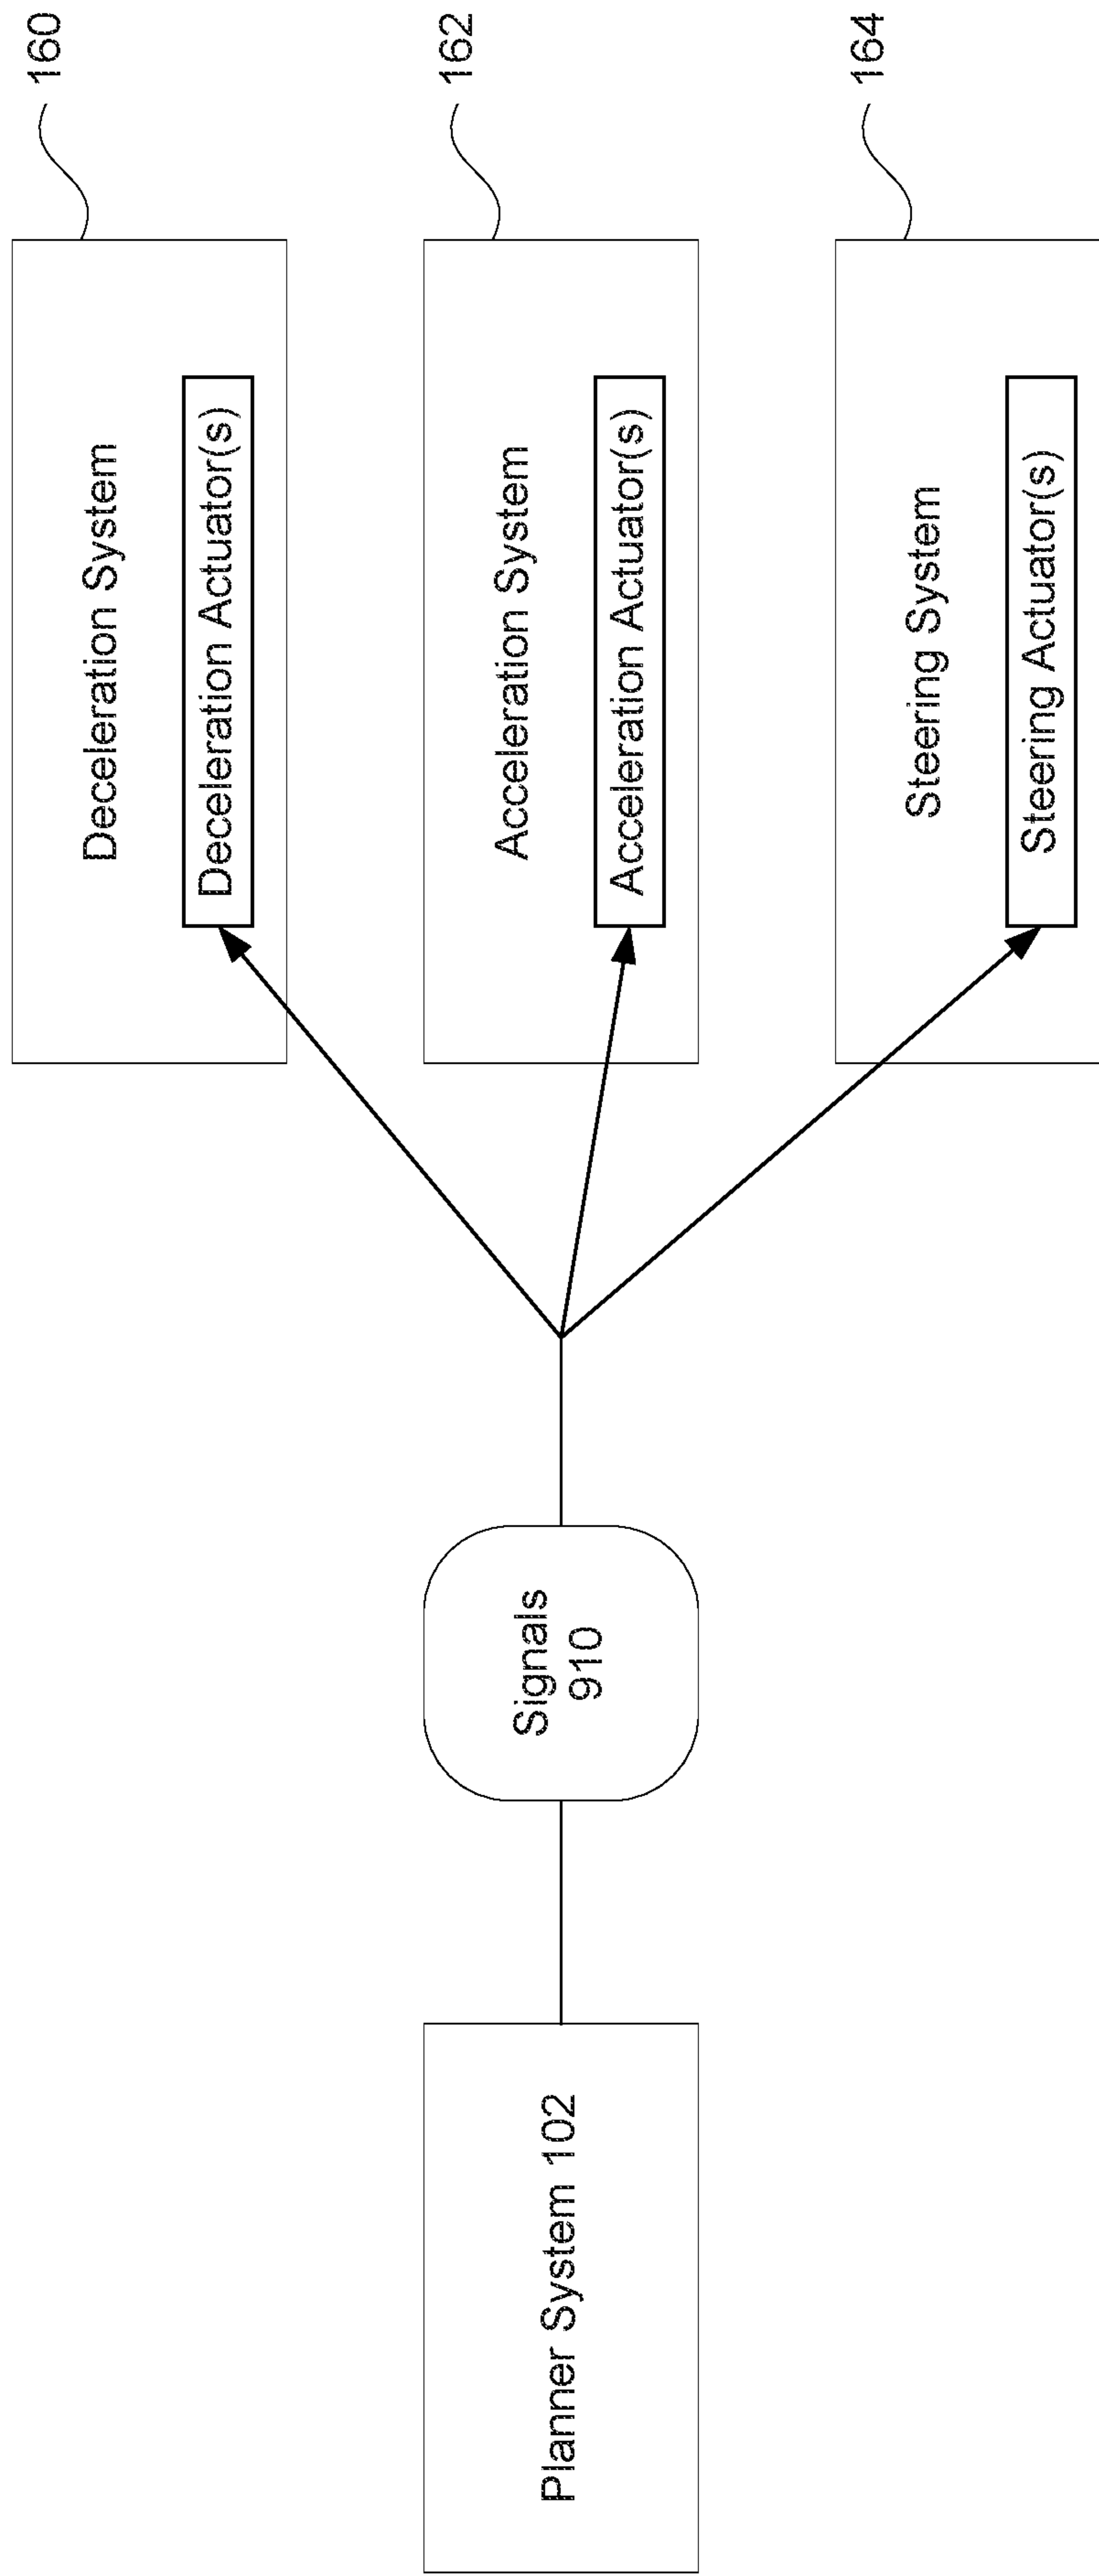 Planner System 102
Signals
910
Deceleration System
Deceleration Actuator(s)
160
Acceleration System
Acceleration Actuator(s)
162
Steering System
Steering Actuator(s)
164